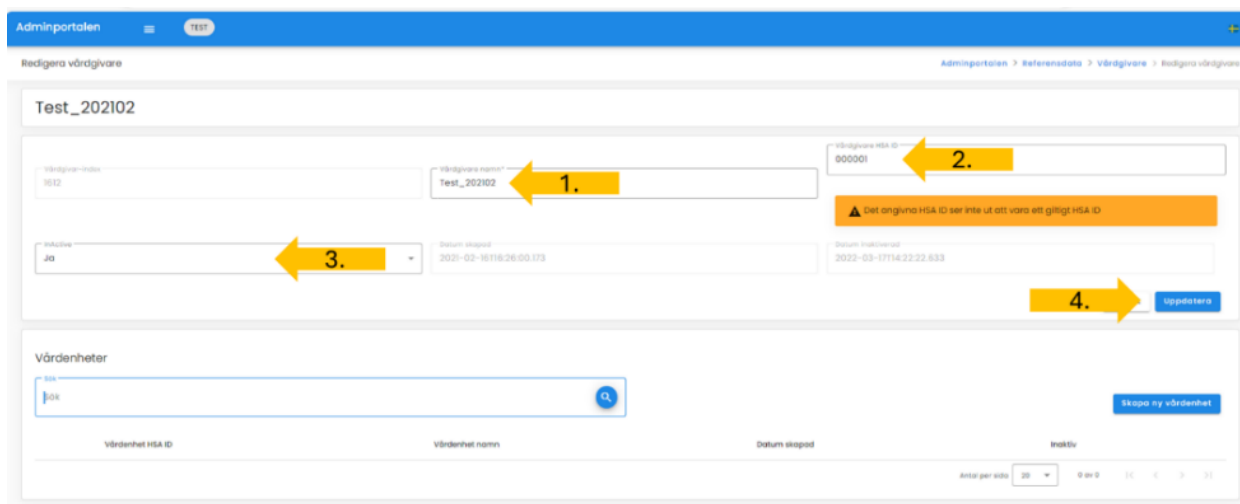 Adminportalen TEST
Redigera vårdgivare Adminportalen > Referensdata > Vårdgivare > Redigera vårdgivare
Test_202102
Vårdgivare HSA ID
000001 2.
Vårdgivar-index Vårdgivare namn*
1612 Test_202102 1.
Det angivna HSA ID ser inte ut att vara ett giltigt HSA ID
InActive Datum skapad Datum inaktiverad
Ja 3. 2021-02-16T16:26:00.173 2022-03-17T14:22:22.633
4. Uppdatera
Vårdenheter
Sök
Sök
Skapa ny vårdenhet
Vårdenhet HSA ID Vårdenhet namn Datum skapad Inaktiv
Antal per sida 20 0 av 0